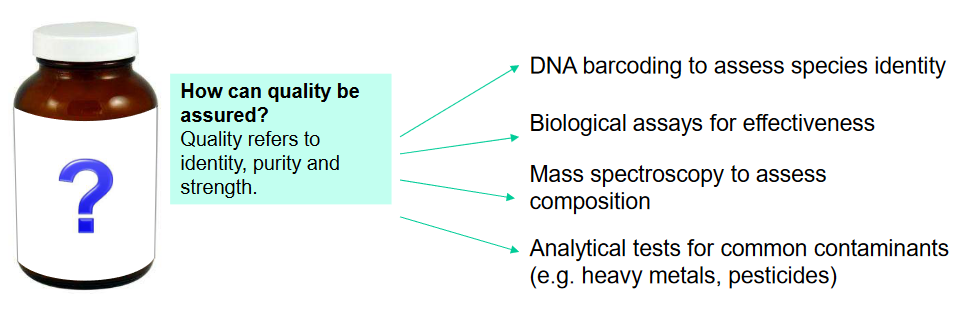 ?
How can quality be
assured?
Quality refers to
identity, purity and
strength.
DNA barcoding to assess species identity
Biological assays for effectiveness
Mass spectroscopy to assess
composition
Analytical tests for common contaminants
(e.g. heavy metals, pesticides)